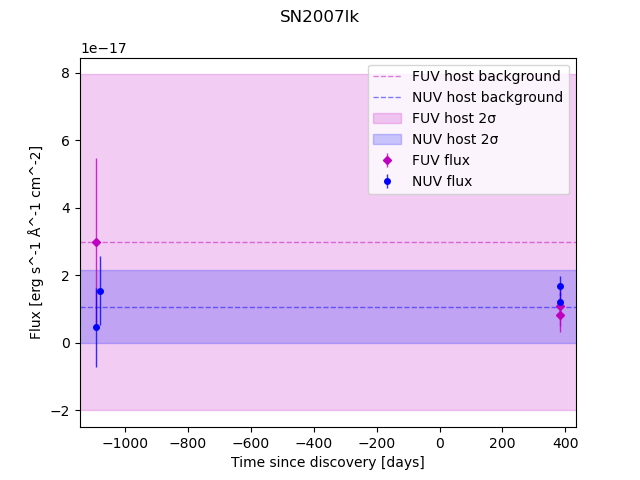 SN2007lk
1e−17
8
6
4
2
0
−2
Flux [erg s^-1 Å^-1 cm^-2]
FUV host background
NUV host background
FUV host 2σ
NUV host 2σ
FUV flux
NUV flux
−1000 −800 −600 −400 −200 0 200 400
Time since discovery [days]